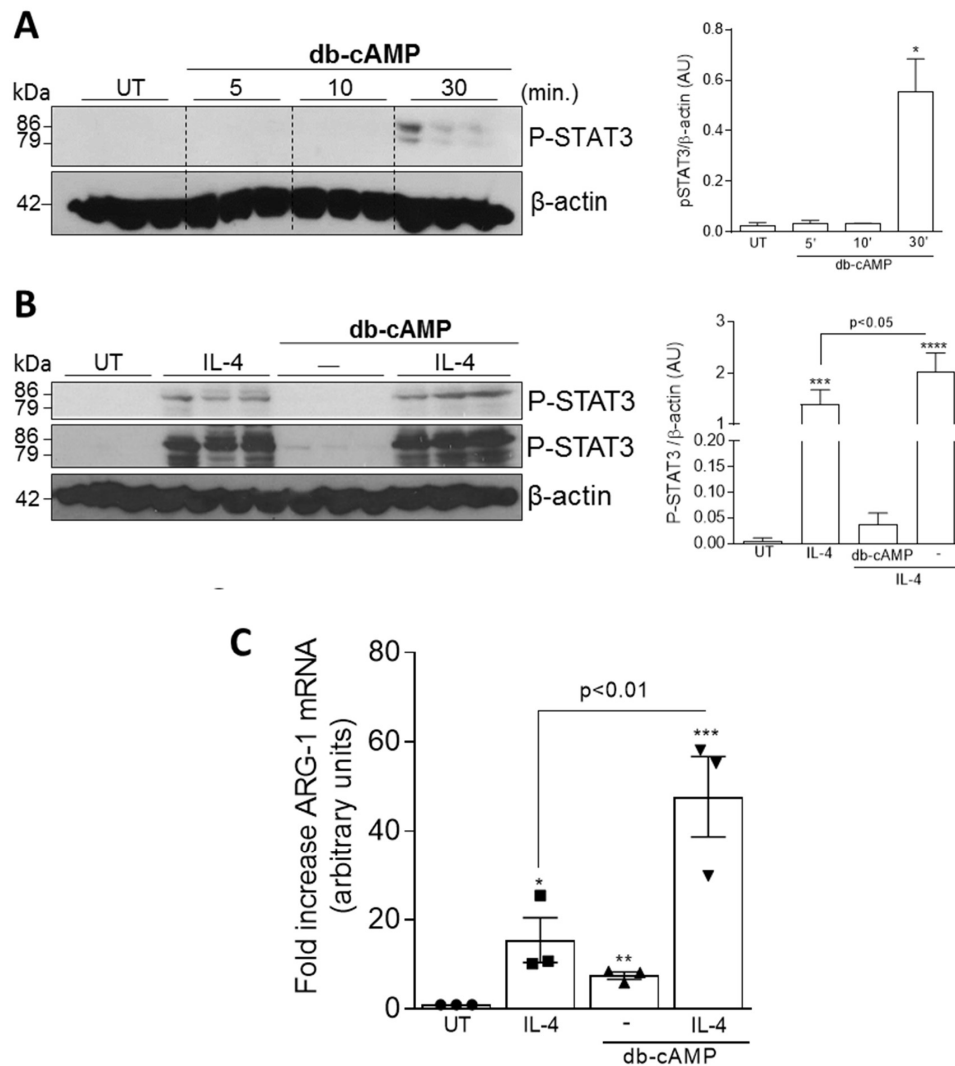 A
db-cAMP
kDa UT 5 10 30 (min.)
86
79
P-STAT3
42
β-actin
pSTAT3/β-actin (AU)
0.8
0.6
0.4
0.2
0.0
*
UT 5' 10' 30'
db-cAMP
B
db-cAMP
kDa UT IL-4 — IL-4
86
79
P-STAT3
86
79
P-STAT3
42
β-actin
P-STAT3 /β-actin (AU)
3
2
1
0.20
0.15
0.10
0.05
0.00
p<0.05
***
****
UT IL-4 db-cAMP -
IL-4
C
Fold increase ARG-1 mRNA
(arbitrary units)
80
60
40
20
0
p<0.01
*
**
***
UT IL-4 - IL-4
db-cAMP